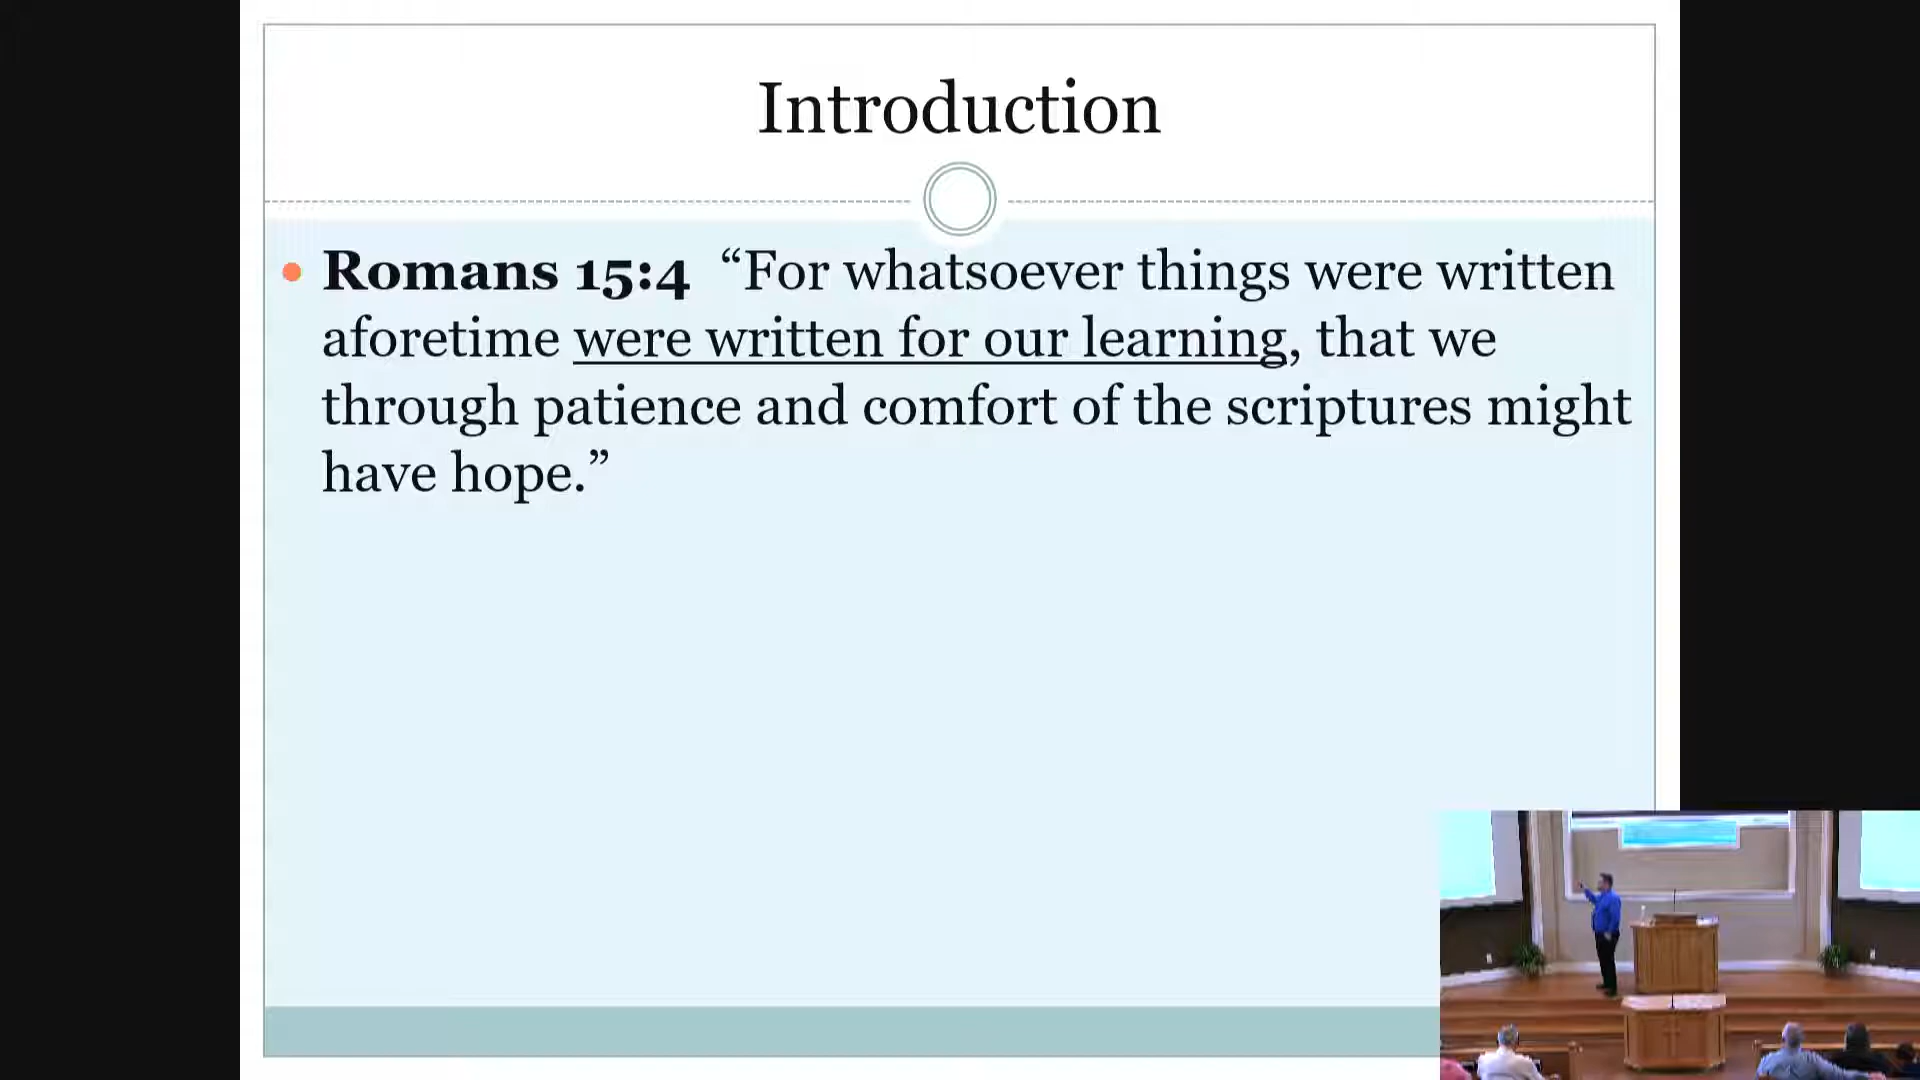 Introduction
Romans 15:4 “For whatsoever things were written
aforetime were written for our learning, that we
through patience and comfort of the scriptures might
have hope.”